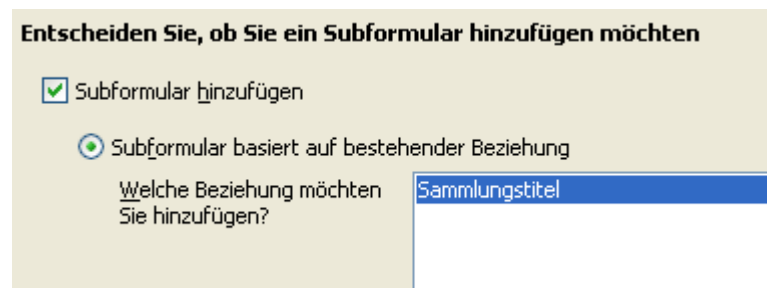 Entscheiden Sie, ob Sie ein Subformular hinzufügen möchten
Subformular hinzufügen
Subformular basiert auf bestehender Beziehung
Welche Beziehung möchten Sammlungstitel
Sie hinzufügen?